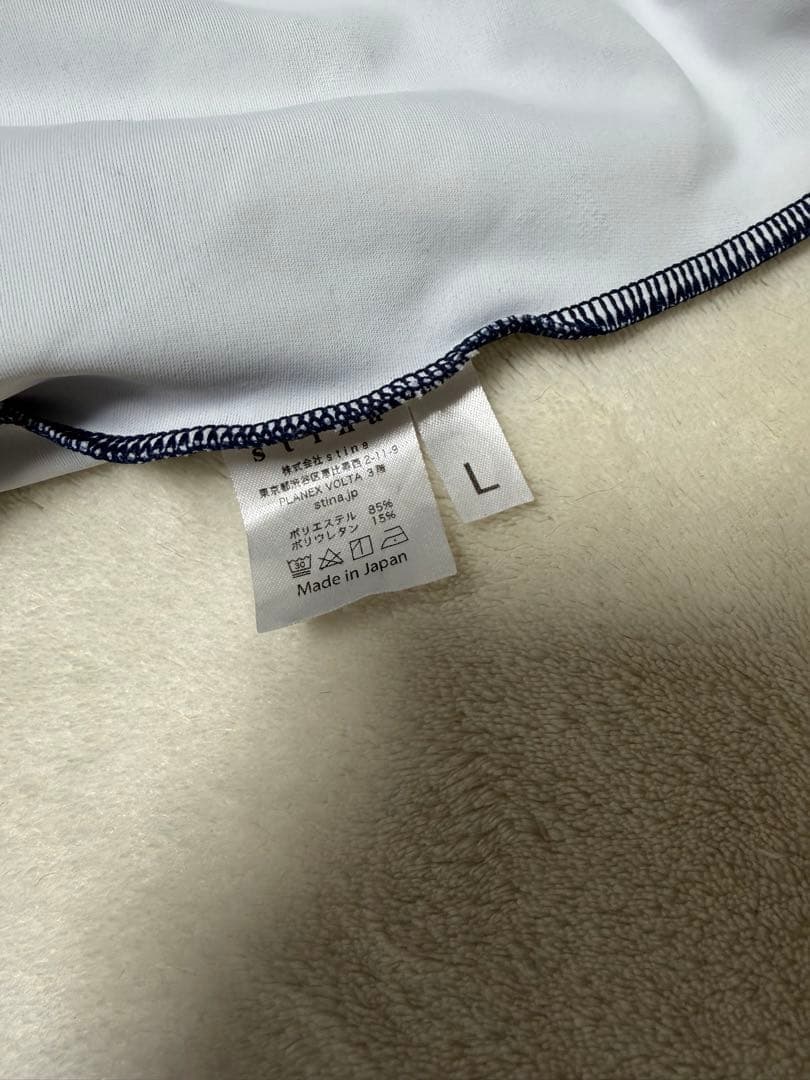 stina
株式会社stina
東京都渋谷区恵比寿西2-11-9
PLANEX VOLTA 3階
stina.jp
ポリエステル 85%
ポリウレタン 15%
30
Made in Japan
L